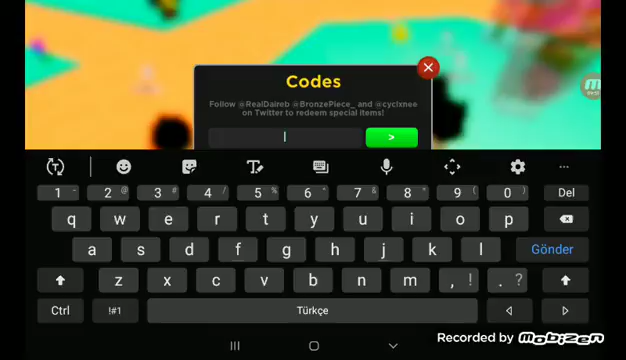 Codes
Follow @RealDaireb @BronzePiece_ and @cyclxnee
on Twitter to redeem special items!
>
1 - 2 @ 3 # 4 / 5 % 6 ^ 7 & 8 * 9 ( 0 ) Del
q w e r t y u i o p
a s d f g h j k l Gönder
z x c v b n m , ! . ?
Ctrl !#1 Türkçe
Recorded by mobizen